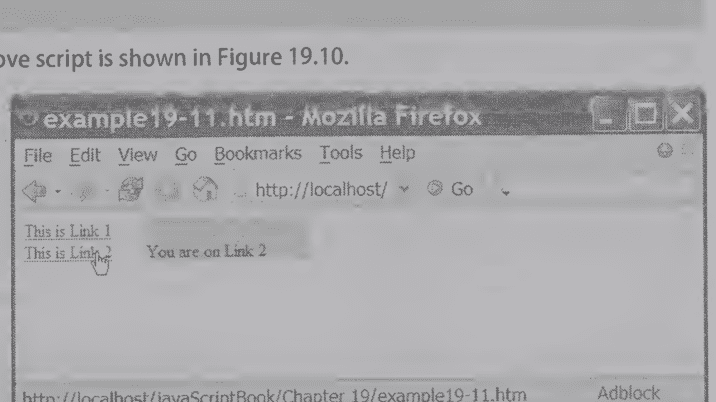 ove script is shown in Figure 19.10.
example19-11.htm - Mozilla Firefox
File Edit View Go Bookmarks Tools Help
http://localhost/ Go
This is Link 1
This is Link 2 You are on Link 2
http://localhost/javaScriptBook/Chapter 19/example19-11.htm Adblock